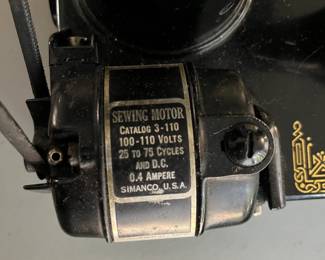 SEWING MOTOR
CATALOG 3-110
100-110 VOLTS
25 TO 75 CYCLES
AND D.C.
0.4 AMPERE
SIMANCO, U.S.A.